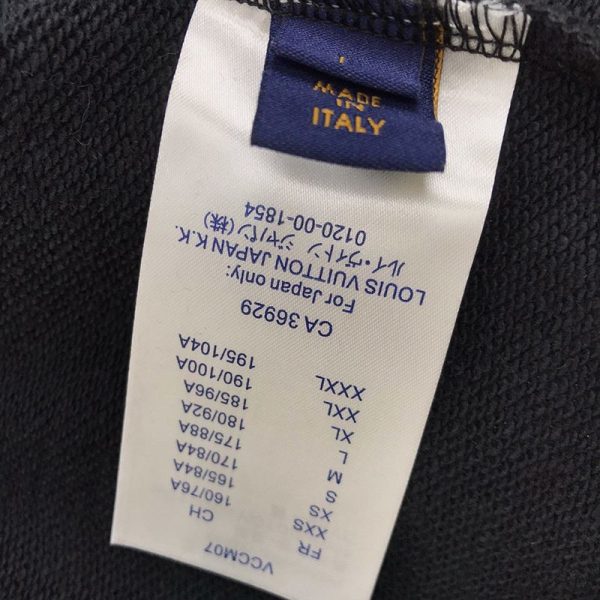 MADE
IN
ITALY
VCCM07
FR CH
XXS 160/76A
XS 165/84A
S 170/84A
M 175/88A
L 180/92A
XL 185/96A
XXL 190/100A
XXXL 195/104A
CA 36929
For Japan only:
LOUIS VUITTON JAPAN K.K.
ルイ・ヴィトン ジャパン(株)
0120-00-1854